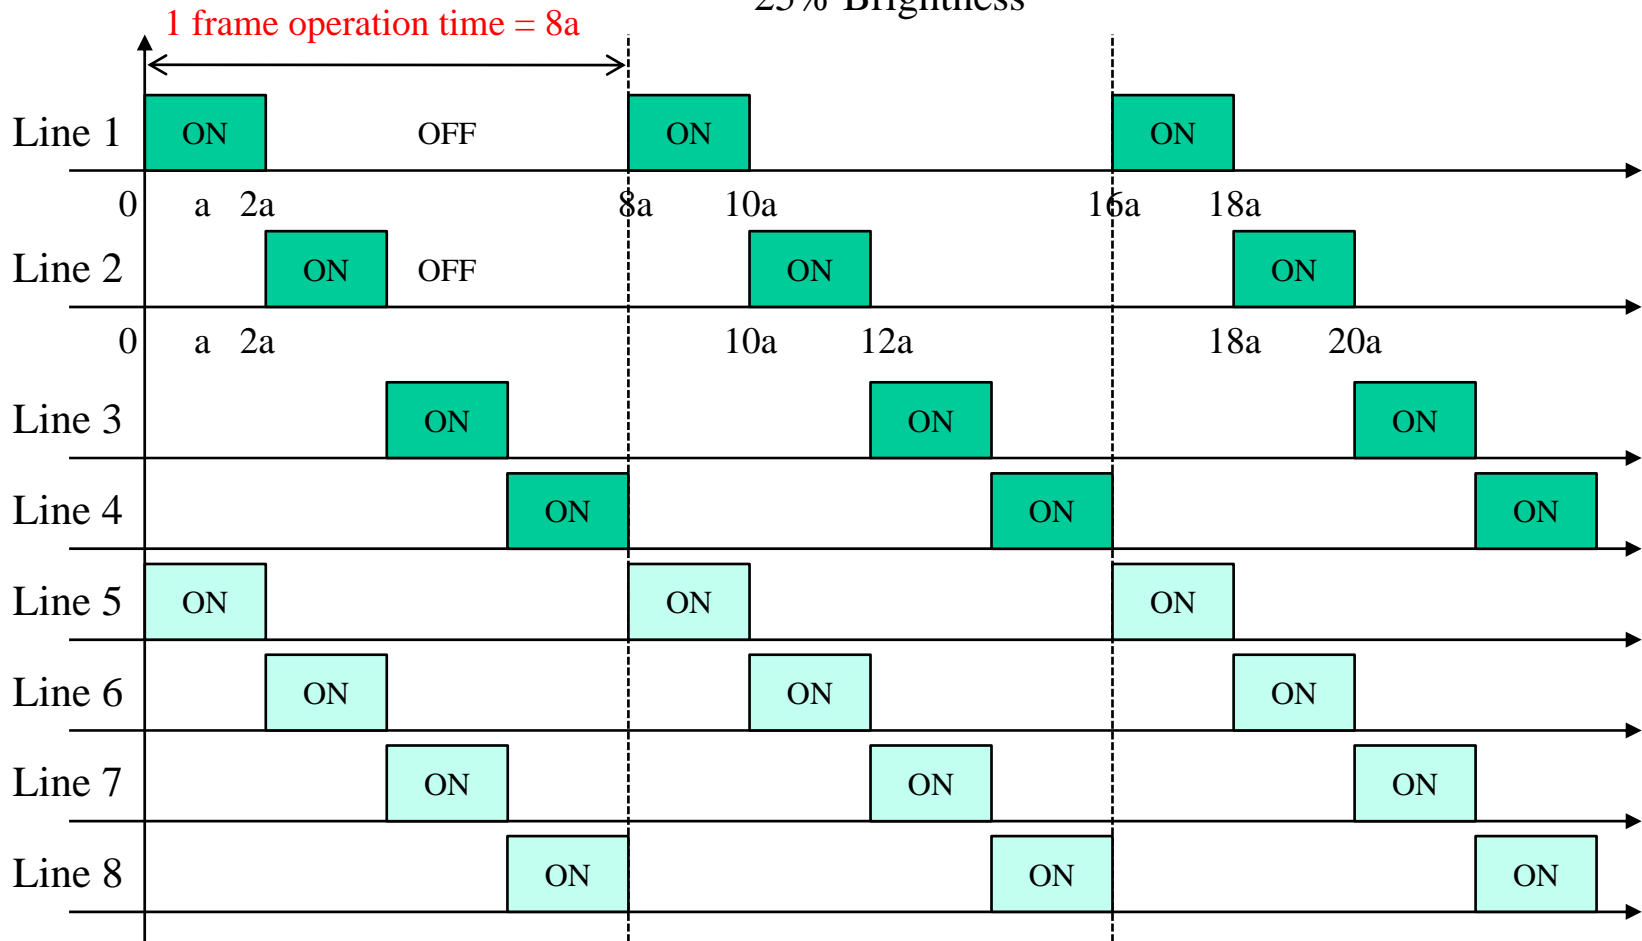 25% Brightness
1 frame operation time = 8a
Line 1 ON OFF ON ON
0 a 2a 8a 10a 16a 18a
Line 2 ON OFF ON ON
0 a 2a 10a 12a 18a 20a
Line 3 ON ON ON
Line 4 ON ON ON
Line 5 ON ON ON
Line 6 ON ON ON
Line 7 ON ON ON
Line 8 ON ON ON